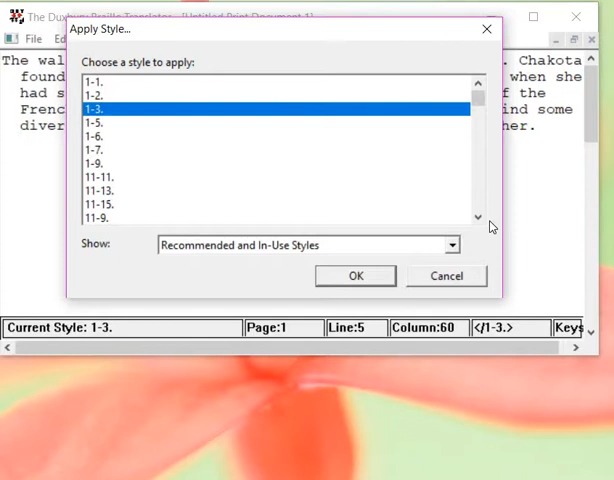 The Duxbury Braille Translator - [Untitled Print Document 1]
File
Apply Style...
The wal
. Chakota
found
when she
had s
f the
Frenc
ind some
diver
her.
Choose a style to apply:
1-1.
1-2.
1-3.
1-5.
1-6.
1-7.
1-9.
11-11.
11-13.
11-15.
11-9.
Show:
Recommended and In-Use Styles
OK
Cancel
Current Style: 1-3.
Page:1
Line:5
Column:60
</1-3.>
Keys